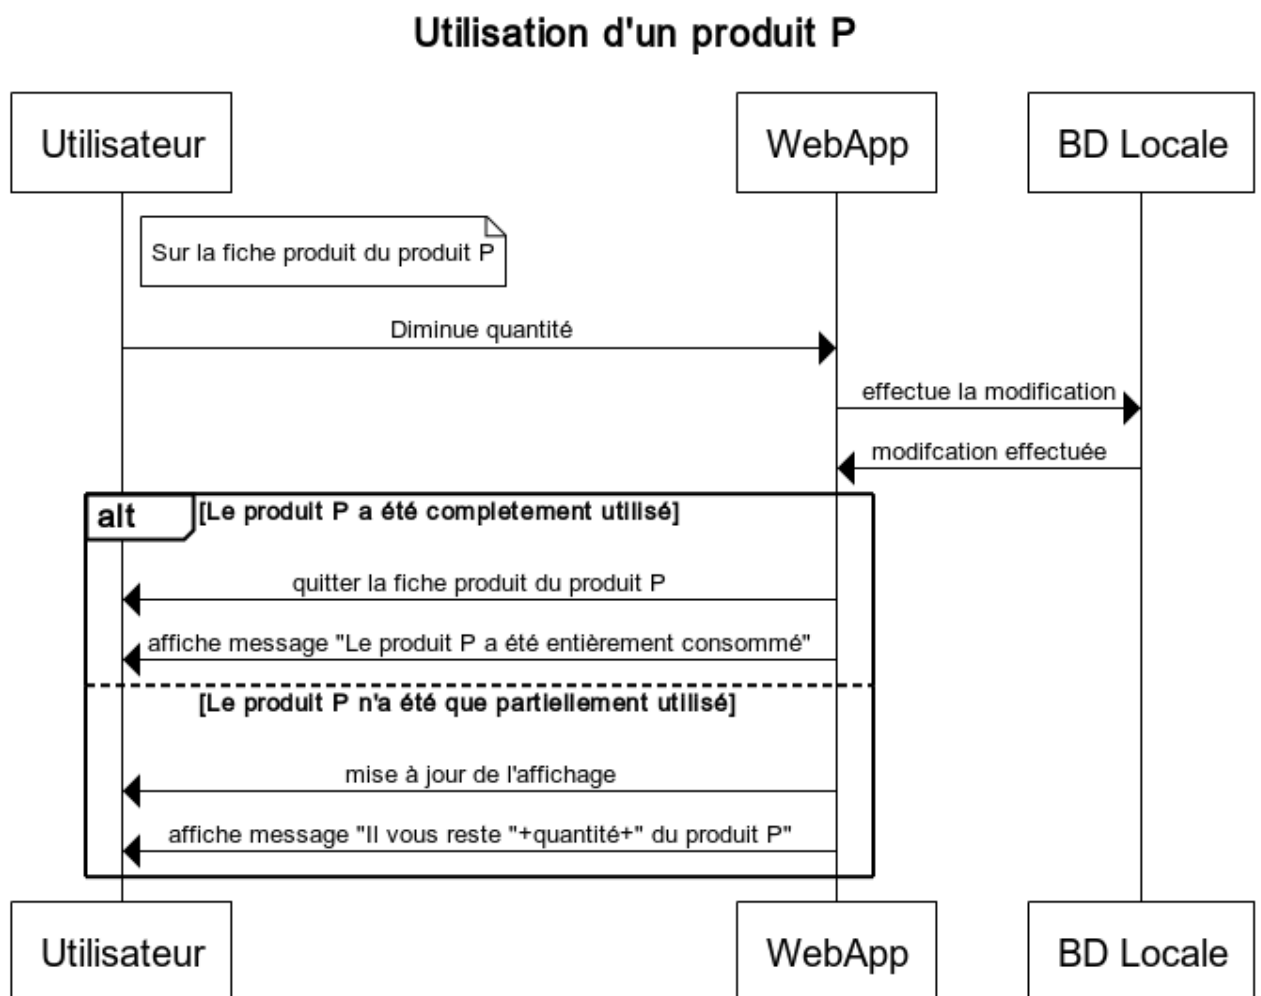 Utilisation d'un produit P
Utilisateur
WebApp
BD Locale
Sur la fiche produit du produit P
Diminue quantité
effectue la modification
modifcation effectuée
alt
[Le produit P a été completement utilisé]
quitter la fiche produit du produit P
affiche message "Le produit P a été entièrement consommé"
[Le produit P n'a été que partiellement utilisé]
mise à jour de l'affichage
affiche message "Il vous reste "+quantité+" du produit P"
Utilisateur
WebApp
BD Locale